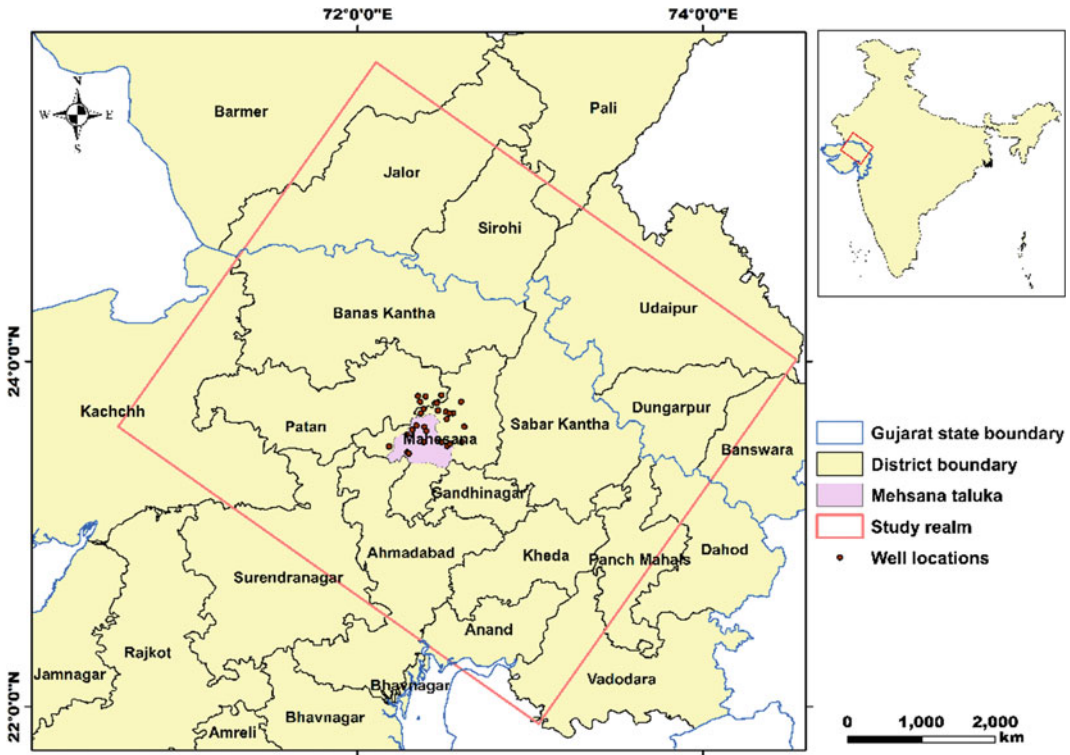 72°0'0"E
74°0'0"E
N
W
E
S
Barmer
Pali
Jalor
Sirohi
Banas Kantha
Udaipur
24°0'0"N
Kachchh
Patan
Mahesana
Sabar Kantha
Dungarpur
Banswara
Gandhinagar
Ahmadabad
Kheda
Panch Mahals
Dahod
Surendranagar
Anand
Rajkot
Jamnagar
Vadodara
Bhavnagar
Bhavnagar
Amreli
22°0'0"N
Gujarat state boundary
District boundary
Mehsana taluka
Study realm
Well locations
0 1,000 2,000
km